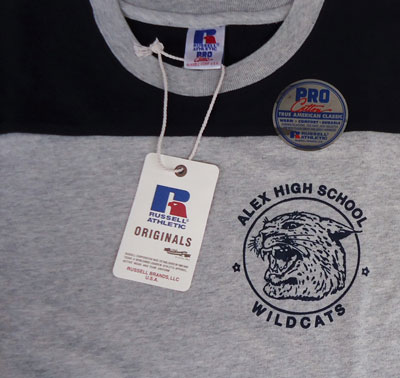 RUSSELL
ATHLETIC
PRO
Cotton
PRO
Cotton
TRUE AMERICAN CLASSIC
RUSSELL
ATHLETIC
RUSSELL
ATHLETIC
ORIGINALS
RUSSELL BRANDS, LLC
U.S.A.
ALEX HIGH SCHOOL
WILDCATS